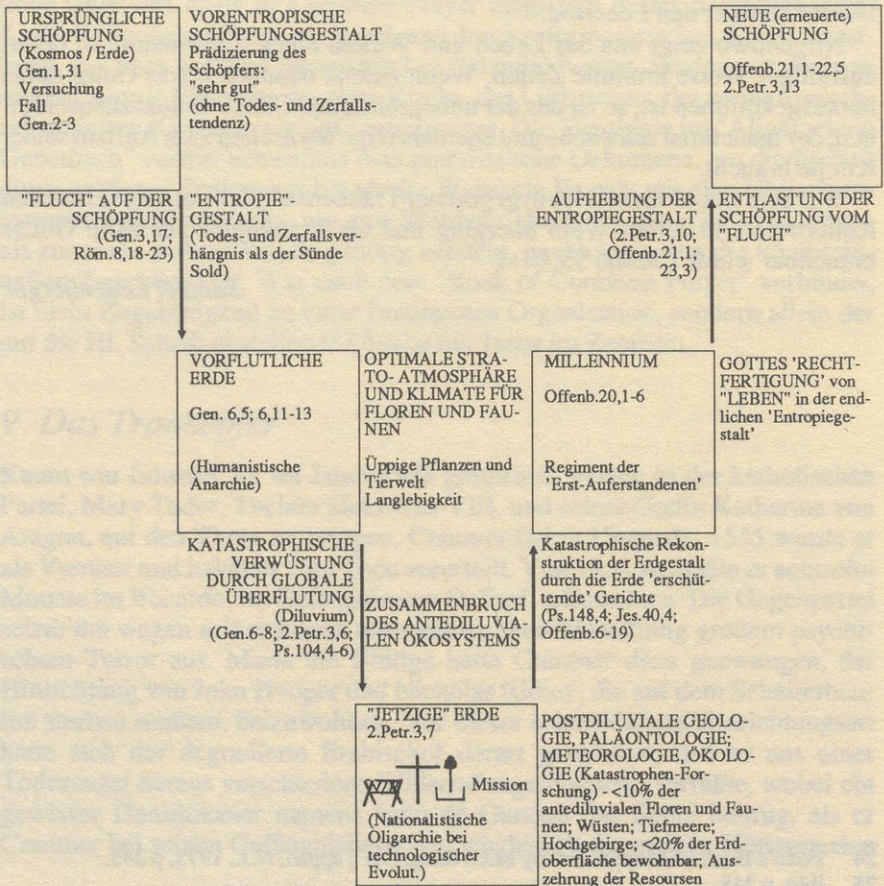 URSPRÜNGLICHE
SCHÖPFUNG
(Kosmos / Erde)
Gen.1,31
Versuchung
Fall
Gen.2-3
VORENTROPISCHE
SCHÖPFUNGSGESTALT
Prädizierung des
Schöpfers:
"sehr gut"
(ohne Todes- und Zerfalls-
tendenz)
NEUE (erneuerte)
SCHÖPFUNG
Offenb.21,1-22,5
2.Petr.3,13
"FLUCH" AUF DER
SCHÖPFUNG
(Gen.3,17;
Röm.8,18-23)
"ENTROPIE"-
GESTALT
(Todes- und Zerfallsver-
hängnis als der Sünde
Sold)
AUFHEBUNG DER
ENTROPIEGESTALT
(2.Petr.3,10;
Offenb.21,1;
23,3)
ENTLASTUNG DER
SCHÖPFUNG VOM
"FLUCH"
VORFLUTLICHE
ERDE
Gen. 6,5; 6,11-13
(Humanistische
Anarchie)
OPTIMALE STRA-
TO- ATMOSPHÄRE
UND KLIMATE FÜR
FLOREN UND FAU-
NEN
Üppige Pflanzen und
Tierwelt
Langlebigkeit
MILLENNIUM
Offenb.20,1-6
Regiment der
'Erst-Auferstandenen'
GOTTES 'RECHT-
FERTIGUNG' von
"LEBEN" in der end-
lichen 'Entropiege-
stalt'
KATASTROPHISCHE
VERWÜSTUNG
DURCH GLOBALE
ÜBERFLUTUNG
(Diluvium)
(Gen.6-8; 2.Petr.3,6;
Ps.104,4-6)
ZUSAMMENBRUCH
DES ANTEDILUVIA-
LEN ÖKOSYSTEMS
Katastrophische Rekon-
struktion der Erdgestalt
durch die Erde 'erschüt-
ternde' Gerichte
(Ps.148,4; Jes.40,4;
Offenb.6-19)
"JETZIGE" ERDE
2.Petr.3,7
Mission
(Nationalistische
Oligarchie bei
technologischer
Evolut.)
POSTDILUVIALE GEOLO-
GIE, PALÄONTOLOGIE;
METEOROLOGIE, ÖKOLO-
GIE (Katastrophen-For-
schung) - <10% der
antediluvialen Floren und Fau-
nen; Wüsten; Tiefmeere;
Hochgebirge; <20% der Erd-
oberfläche bewohnbar; Aus-
zehrung der Resoursen